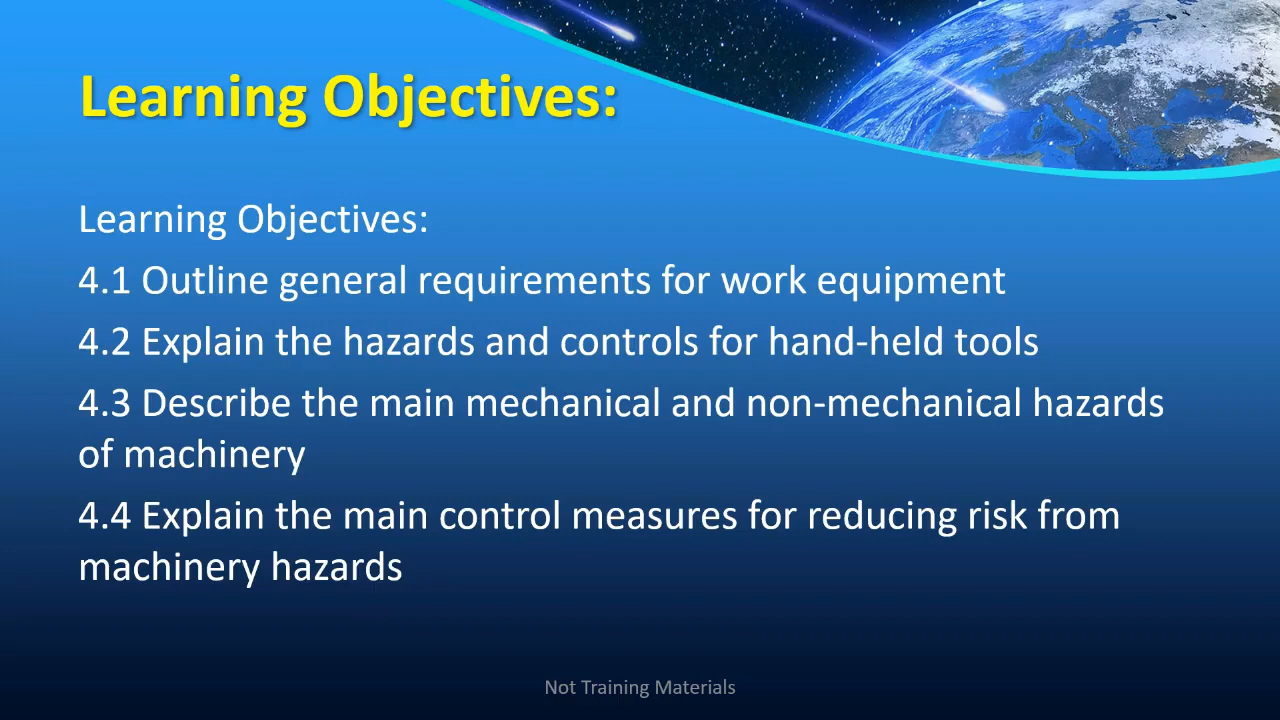 Learning Objectives:
Learning Objectives:
4.1 Outline general requirements for work equipment
4.2 Explain the hazards and controls for hand-held tools
4.3 Describe the main mechanical and non-mechanical hazards
of machinery
4.4 Explain the main control measures for reducing risk from
machinery hazards
Not Training Materials